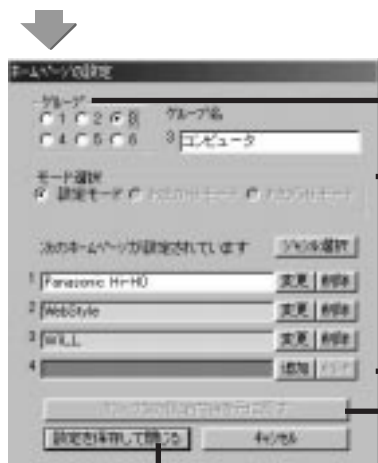 ホームページの設定
グループ
1 2 3
4 5 6
グループ名
3 コンピュータ
モード選択
設定モード
次のホームページが設定されています ジャンル選択
1 Panasonic Hi-HO 変更 削除
2 WebStyle 変更 削除
3 WILL 変更 削除
4 追加
設定を保存して閉じる キャンセル